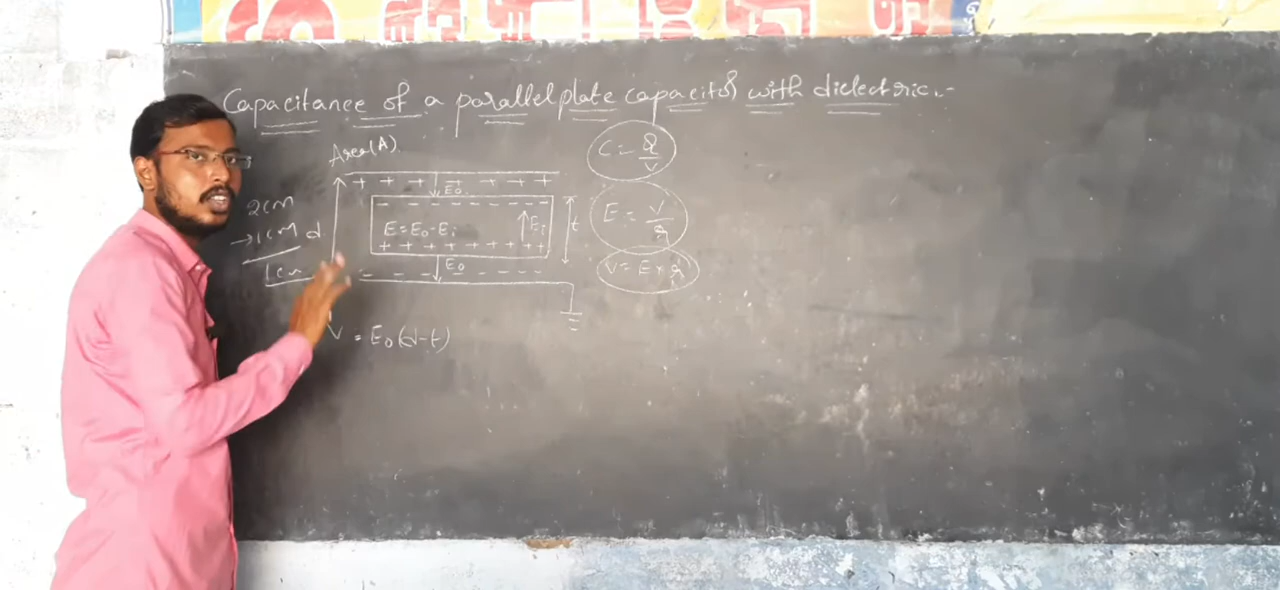 Capacitance of a parallel plate capacitor with dielectric :-
Area (A)
+ + + + + + +
E₀
2cm
→ 1cm d
1cm
- - - - - - - -
E = E₀ - Eᵢ
Eᵢ
t
+ + + + + + + + +
E₀
- - - - - - -
V = E₀(d-t)
C = Q/V
E = V/r
V = E × r